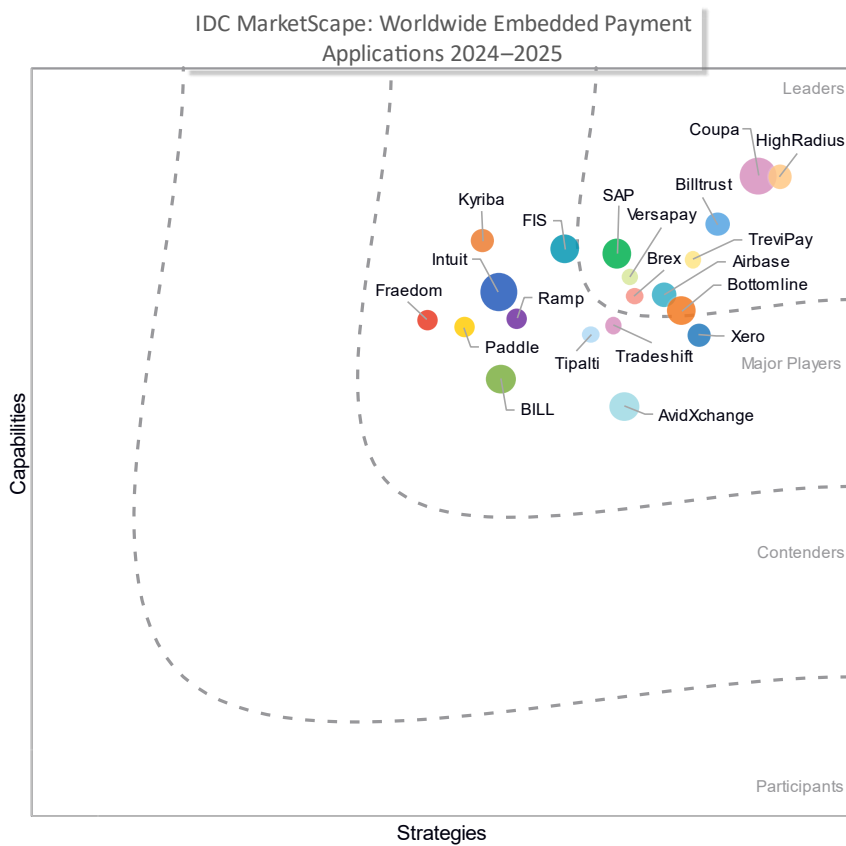 IDC MarketScape: Worldwide Embedded Payment
Applications 2024–2025
Leaders
Coupa
HighRadius
Billtrust
SAP
Kyriba
Versapay
FIS
TreviPay
Brex
Airbase
Intuit
Bottomline
Fraedom
Ramp
Xero
Paddle
Tradeshift
Tipalti
Major Players
BILL
AvidXchange
Capabilities
Contenders
Participants
Strategies